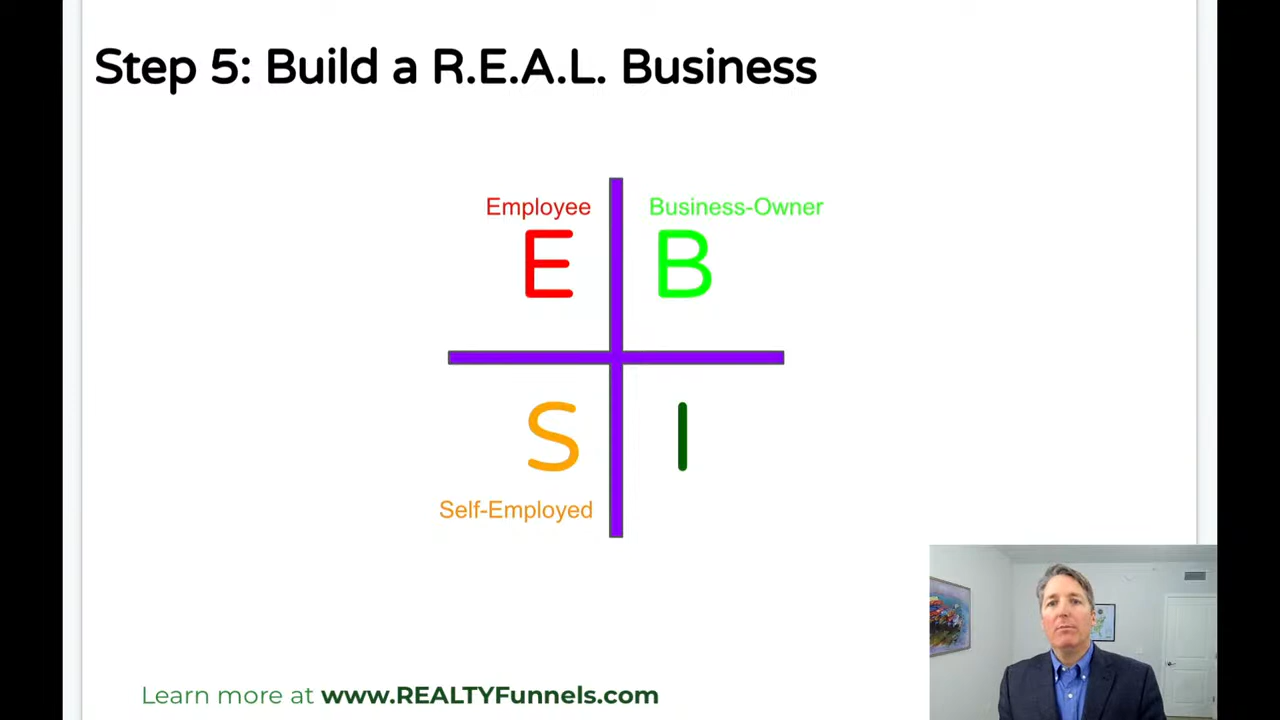 Step 5: Build a R.E.A.L. Business
Employee
Business-Owner
E
B
S
I
Self-Employed
Learn more at www.REALTYFunnels.com